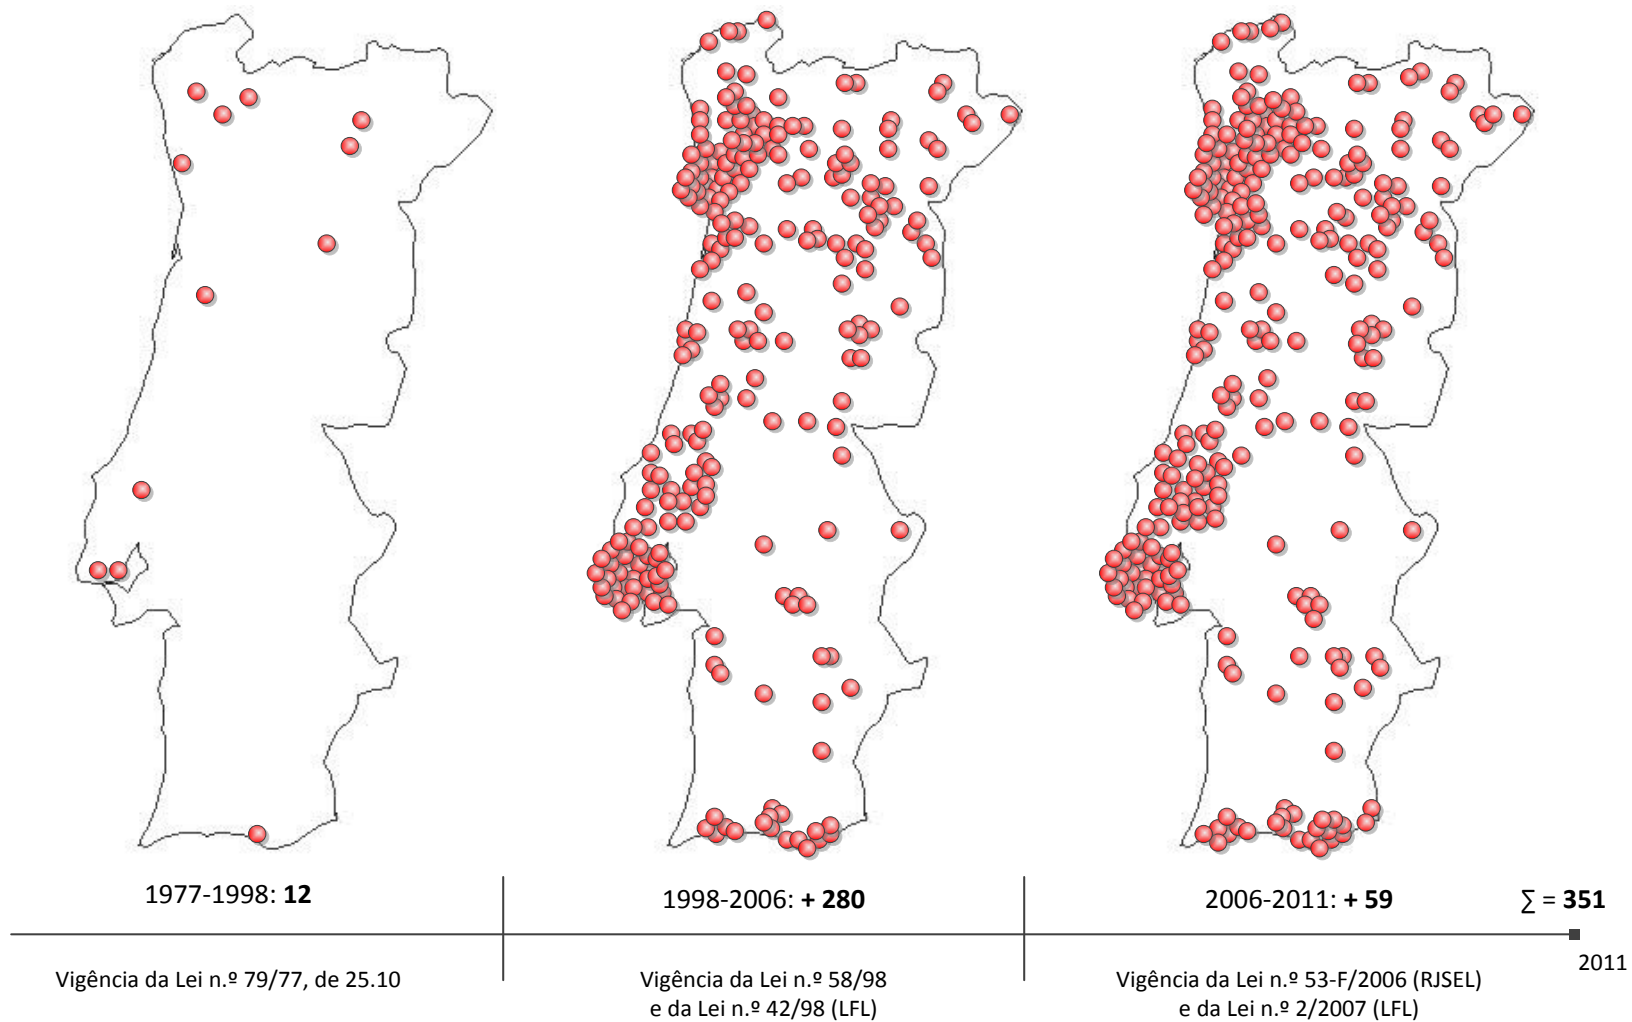 1977-1998: 12
1998-2006: + 280
2006-2011: + 59
∑ = 351
2011
Vigência da Lei n.º 79/77, de 25.10
Vigência da Lei n.º 58/98
e da Lei n.º 42/98 (LFL)
Vigência da Lei n.º 53-F/2006 (RJSEL)
e da Lei n.º 2/2007 (LFL)